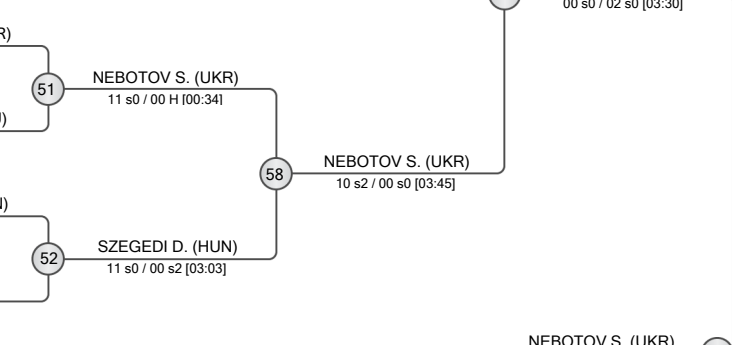 00 s0 / 02 s0 [03:30]
R)
51
NEBOTOV S. (UKR)
11 s0 / 00 H [00:34]
)
58
NEBOTOV S. (UKR)
10 s2 / 00 s0 [03:45]
)
52
SZEGEDI D. (HUN)
11 s0 / 00 s2 [03:03]
NEBOTOV S. (UKR)